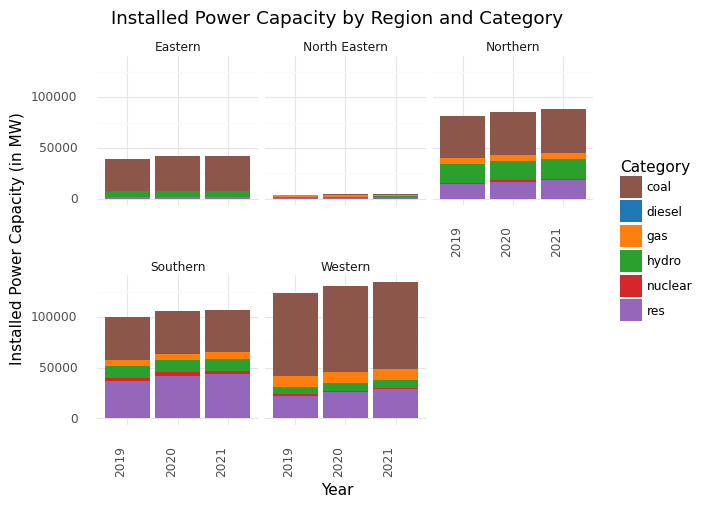 Installed Power Capacity by Region and Category
Eastern
North Eastern
Northern
100000
50000
0
2019
2020
2021
Southern
Western
100000
50000
0
2019
2020
2021
2019
2020
2021
Year
Installed Power Capacity (in MW)
Category
coal
diesel
gas
hydro
nuclear
res